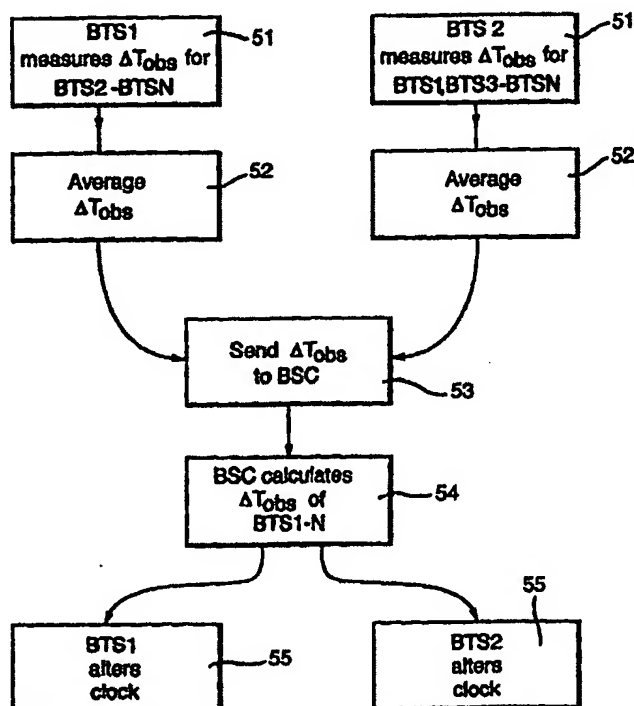 BTS1
measures ΔTobs for
BTS2-BTSN
51
BTS 2
measures ΔTobs for
BTS1,BTS3-BTSN
51
Average
ΔTobs
52
Average
ΔTobs
52
Send ΔTobs
to BSC
53
BSC calculates
ΔTobs of
BTS1-N
54
BTS1
alters
clock
55
BTS2
alters
clock
55